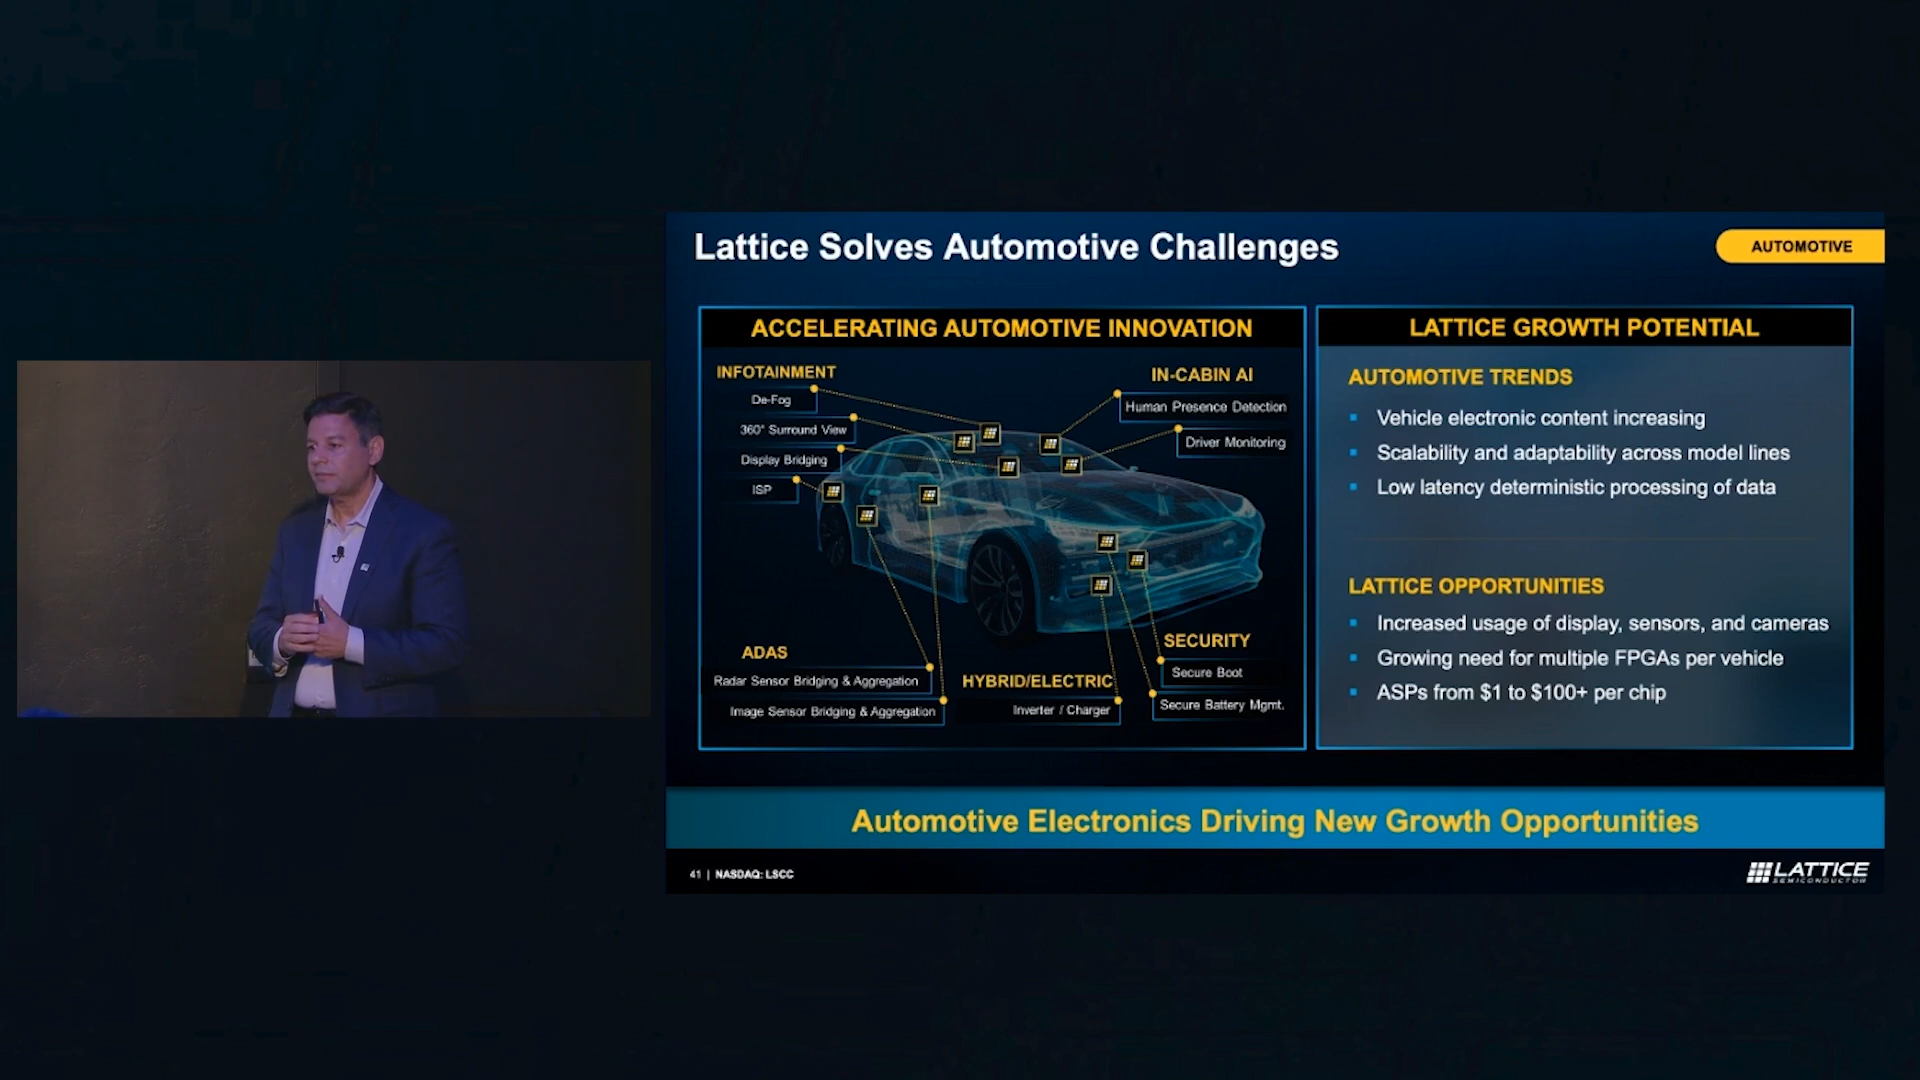 Lattice Solves Automotive Challenges
AUTOMOTIVE
ACCELERATING AUTOMOTIVE INNOVATION
INFOTAINMENT
De-Fog
360° Surround View
Display Bridging
ISP
IN-CABIN AI
Human Presence Detection
Driver Monitoring
ADAS
Radar Sensor Bridging & Aggregation
Image Sensor Bridging & Aggregation
HYBRID/ELECTRIC
Inverter / Charger
SECURITY
Secure Boot
Secure Battery Mgmt.
LATTICE GROWTH POTENTIAL
AUTOMOTIVE TRENDS
Vehicle electronic content increasing
Scalability and adaptability across model lines
Low latency deterministic processing of data
LATTICE OPPORTUNITIES
Increased usage of display, sensors, and cameras
Growing need for multiple FPGAs per vehicle
ASPs from $1 to $100+ per chip
Automotive Electronics Driving New Growth Opportunities
41 | NASDAQ: LSCC
LATTICE
SEMICONDUCTOR